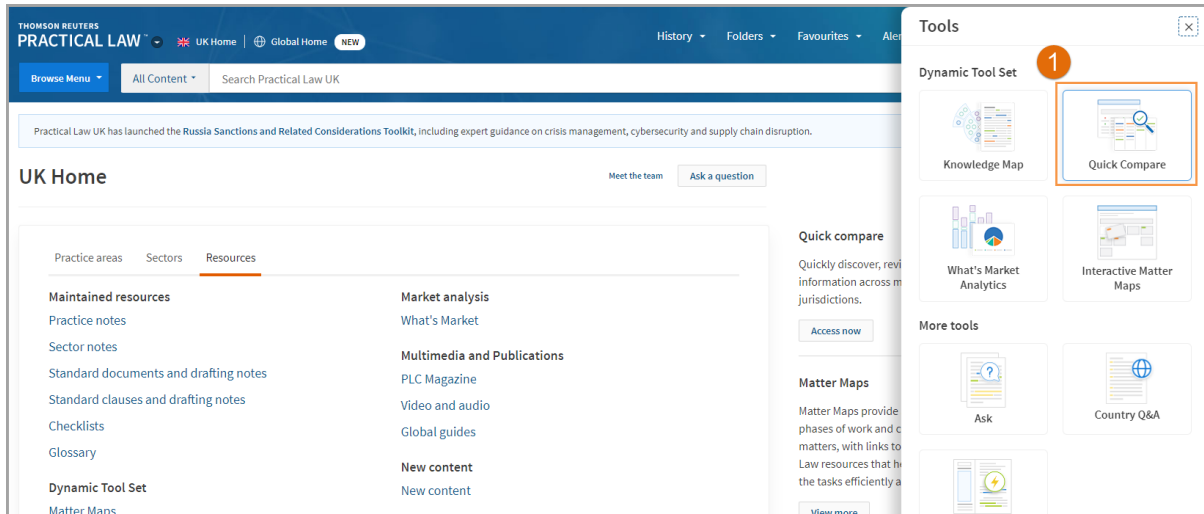 THOMSON REUTERS
PRACTICAL LAW™
UK Home
Global Home NEW
History Folders Favourites
Browse Menu
All Content
Search Practical Law UK
Practical Law UK has launched the Russia Sanctions and Related Considerations Toolkit, including expert guidance on crisis management, cybersecurity and supply chain disruption.
UK Home
Meet the team
Ask a question
Practice areas Sectors Resources
Maintained resources
Practice notes
Sector notes
Standard documents and drafting notes
Standard clauses and drafting notes
Checklists
Glossary
Dynamic Tool Set
Matter Maps
Market analysis
What's Market
Multimedia and Publications
PLC Magazine
Video and audio
Global guides
New content
New content
Quick compare
Quickly discover,
information across
jurisdictions.
Access now
Matter Maps
Matter Maps provide
phases of work and
matters, with links to
Law resources that
the tasks efficiently
View more
Tools
Dynamic Tool Set
1
Knowledge Map
Quick Compare
What's Market
Analytics
Interactive Matter
Maps
More tools
Ask
Country Q&A